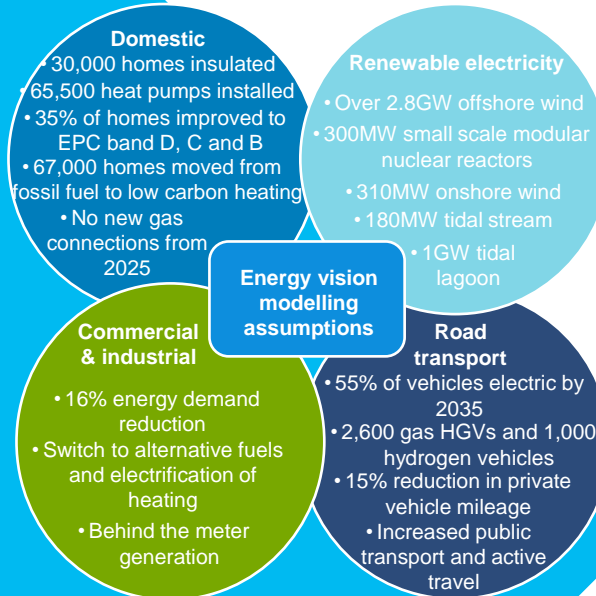 Domestic
• 30,000 homes insulated
• 65,500 heat pumps installed
• 35% of homes improved to
EPC band D, C and B
• 67,000 homes moved from
fossil fuel to low carbon heating
• No new gas
connections from
2025
Renewable electricity
• Over 2.8GW offshore wind
• 300MW small scale modular
nuclear reactors
• 310MW onshore wind
• 180MW tidal stream
• 1GW tidal
lagoon
Energy vision
modelling
assumptions
Commercial
& industrial
• 16% energy demand
reduction
• Switch to alternative fuels
and electrification of
heating
• Behind the meter
generation
Road
transport
• 55% of vehicles electric by
2035
• 2,600 gas HGVs and 1,000
hydrogen vehicles
• 15% reduction in private
vehicle mileage
• Increased public
transport and active
travel